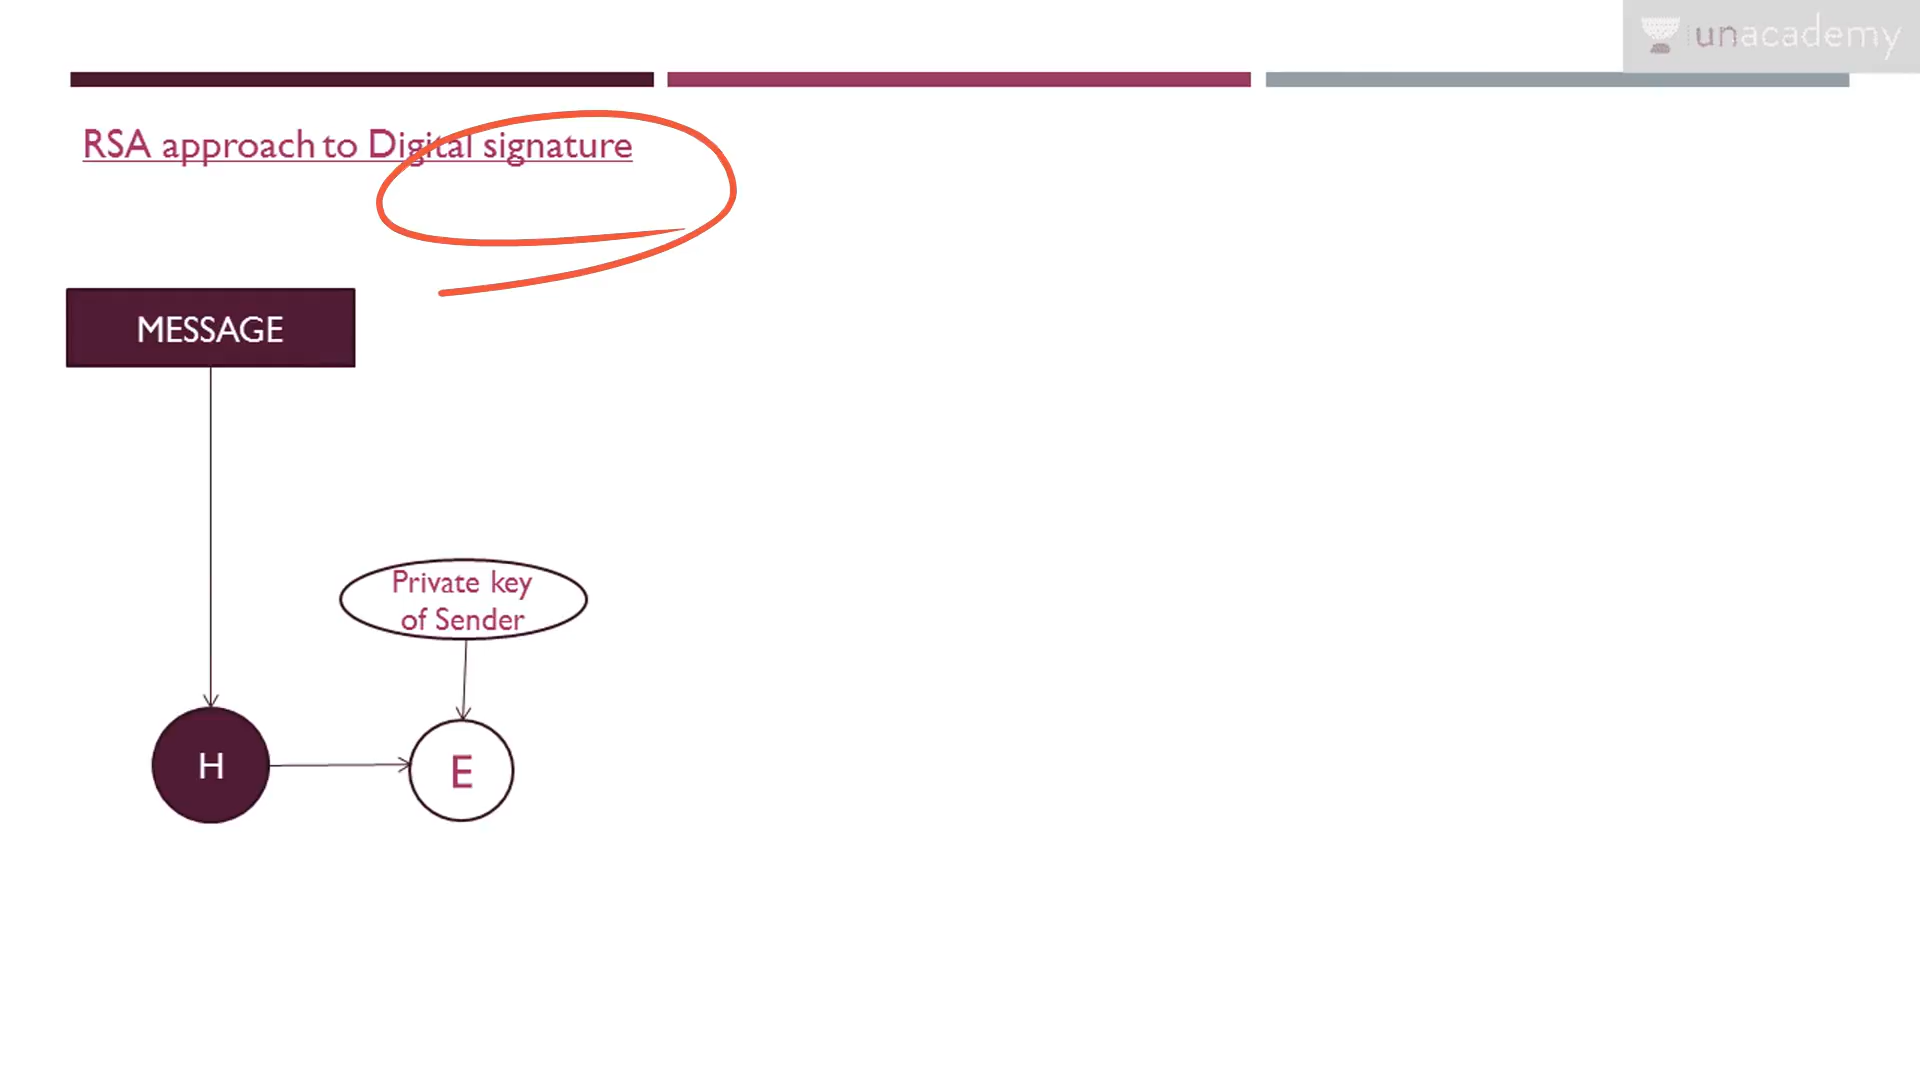 unacademy
RSA approach to Digital signature
MESSAGE
Private key
of Sender
H
E